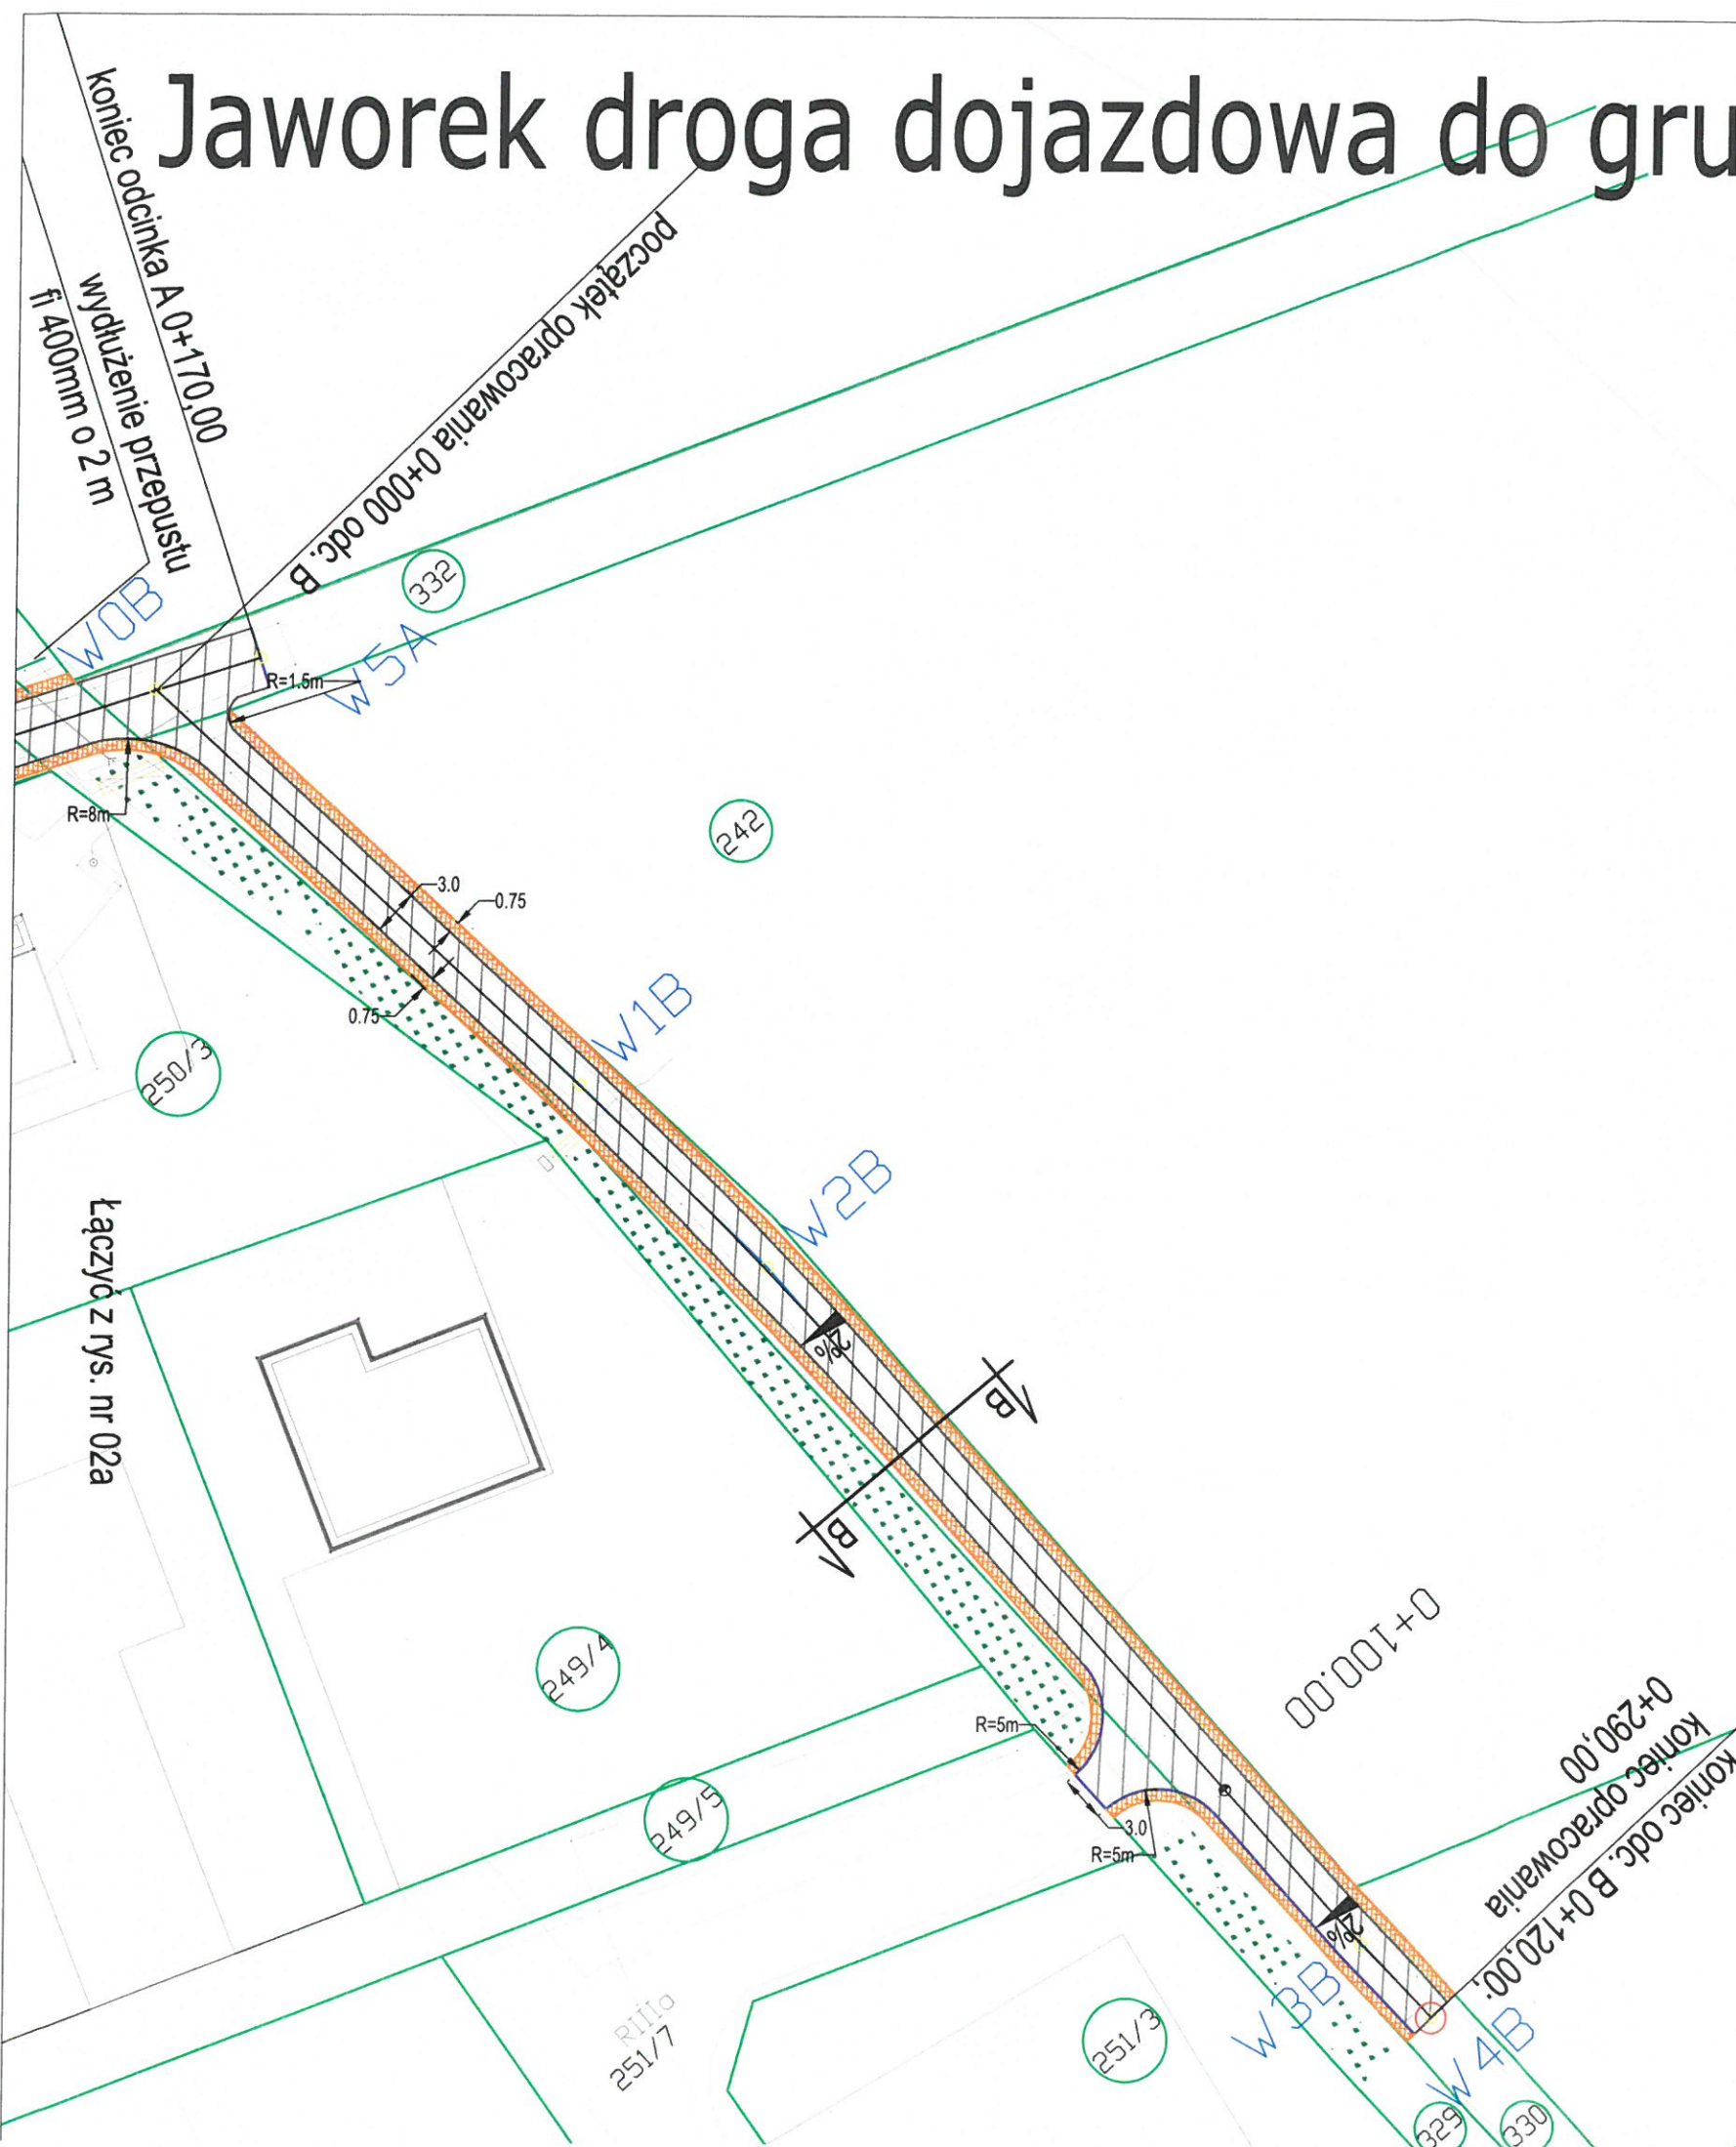 Jaworek droga dojazdowa do gru
koniec odcinka A 0+170,00
wydłużenie przepustu
fi 400mm o 2 m
początek opracowania 0+000 odc. B
W0B
332
W5A
R=1.5m
R=8m
242
3.0
0.75
0.75
W1B
250/3
W2B
Łączyć z rys. nr 02a
2%
B
B
249/4
0+100.00
R=5m
249/5
3.0
R=5m
0+290,00
koniec opracowania
koniec odc. B 0+120,00.
2%
W3B
W4B
RIIIa
251/7
251/3
329
330